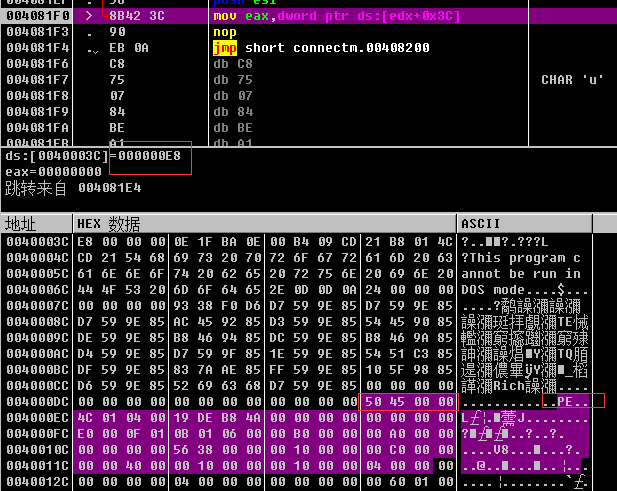 push esi
004081F0 > 8B42 3C mov eax,dword ptr ds:[edx+0x3C]
004081F3 . 90 nop
004081F4 . EB 0A jmp short connectm.00408200
004081F6 C8 db C8
004081F7 75 db 75 CHAR 'u'
004081F8 07 db 07
004081F9 84 db 84
004081FA BE db BE
004081FB A1 db A1
ds:[0040003C]=000000E8
eax=00000000
跳转来自 004081E4
地址 HEX 数据 ASCII
0040003C E8 00 00 00 0E 1F BA 0E 00 B4 09 CD 21 B8 01 4C
0040004C CD 21 54 68 69 73 20 70 72 6F 67 72 61 6D 20 63 ?This program c
0040005C 61 6E 6E 6F 74 20 62 65 20 72 75 6E 20 69 6E 20 annot be run in
0040006C 44 4F 53 20 6D 6F 64 65 2E 0D 0D 0A 24 00 00 00 DOS mode....$...
0040007C 00 00 00 00 93 38 F0 D6 D7 59 9E 85 D7 59 9E 85
0040008C D7 59 9E 85 AC 45 92 85 D3 59 9E 85 54 45 90 85
0040009C DE 59 9E 85 B8 46 94 85 DC 59 9E 85 B8 46 9A 85
004000AC D4 59 9E 85 D7 59 9F 85 1E 59 9E 85 54 51 C3 85
004000BC DF 59 9E 85 83 7A AE 85 FF 59 9E 85 10 5F 98 85
004000CC D6 59 9E 85 52 69 63 68 D7 59 9E 85 00 00 00 00
004000DC 00 00 00 00 00 00 00 00 00 00 00 00 50 45 00 00 ............PE..
004000EC 4C 01 04 00 19 DE B8 4A 00 00 00 00 00 00 00 00
004000FC E0 00 0F 01 0B 01 06 00 00 B0 00 00 00 A0 00 00
0040010C 00 00 00 00 56 38 00 00 00 10 00 00 00 C0 00 00
0040011C 00 00 40 00 00 10 00 00 00 10 00 00 04 00 00 00
0040012C 00 00 00 00 04 00 00 00 00 00 00 00 00 60 01 00